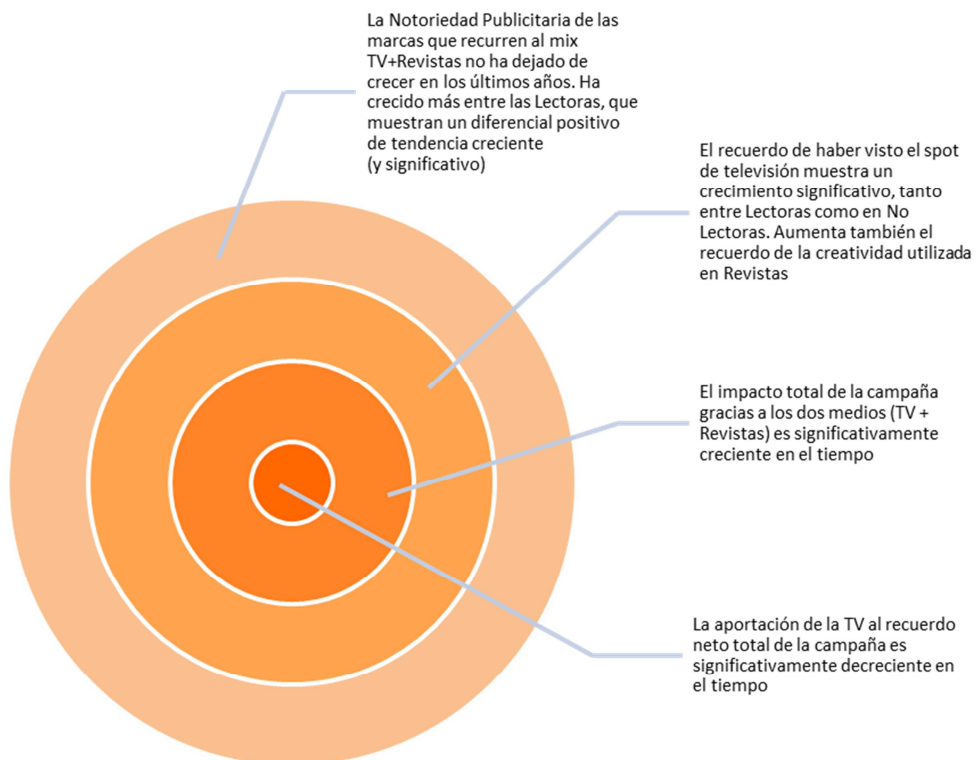 La Notoriedad Publicitaria de las
marcas que recurren al mix
TV+Revistas no ha dejado de
crecer en los últimos años. Ha
crecido más entre las Lectoras, que
muestran un diferencial positivo
de tendencia creciente
(y significativo)
El recuerdo de haber visto el spot
de televisión muestra un
crecimiento significativo, tanto
entre Lectoras como en No
Lectoras. Aumenta también el
recuerdo de la creatividad utilizada
en Revistas
El impacto total de la campaña
gracias a los dos medios (TV +
Revistas) es significativamente
creciente en el tiempo
La aportación de la TV al recuerdo
neto total de la campaña es
significativamente decreciente en
el tiempo